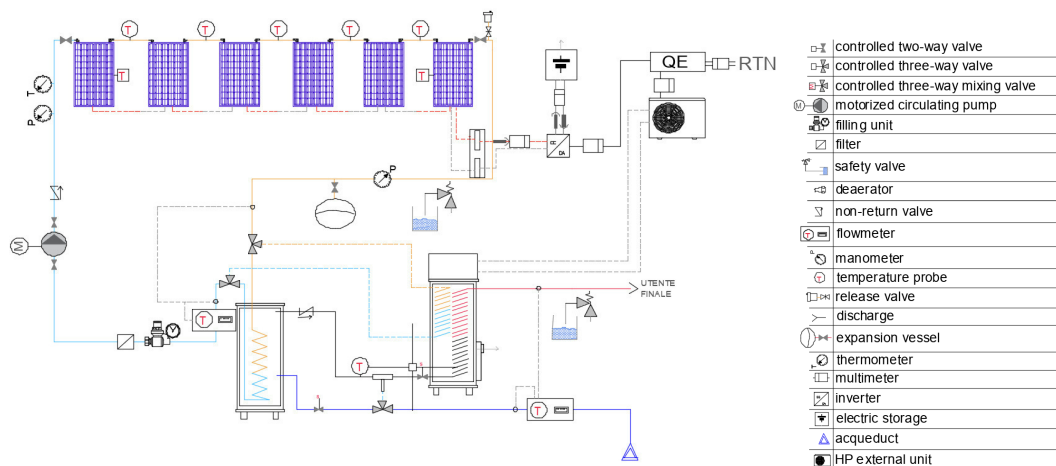 T
T
T
T
T
T
T
T
P
QE
RTN
CC
CA
P
M
T
UTENTE
FINALE
T
s
s
T
controlled two-way valve
controlled three-way valve
s controlled three-way mixing valve
M motorized circulating pump
filling unit
filter
safety valve
deaerator
non-return valve
T flowmeter
manometer
T temperature probe
release valve
discharge
expansion vessel
thermometer
multimeter
inverter
electric storage
acqueduct
HP external unit